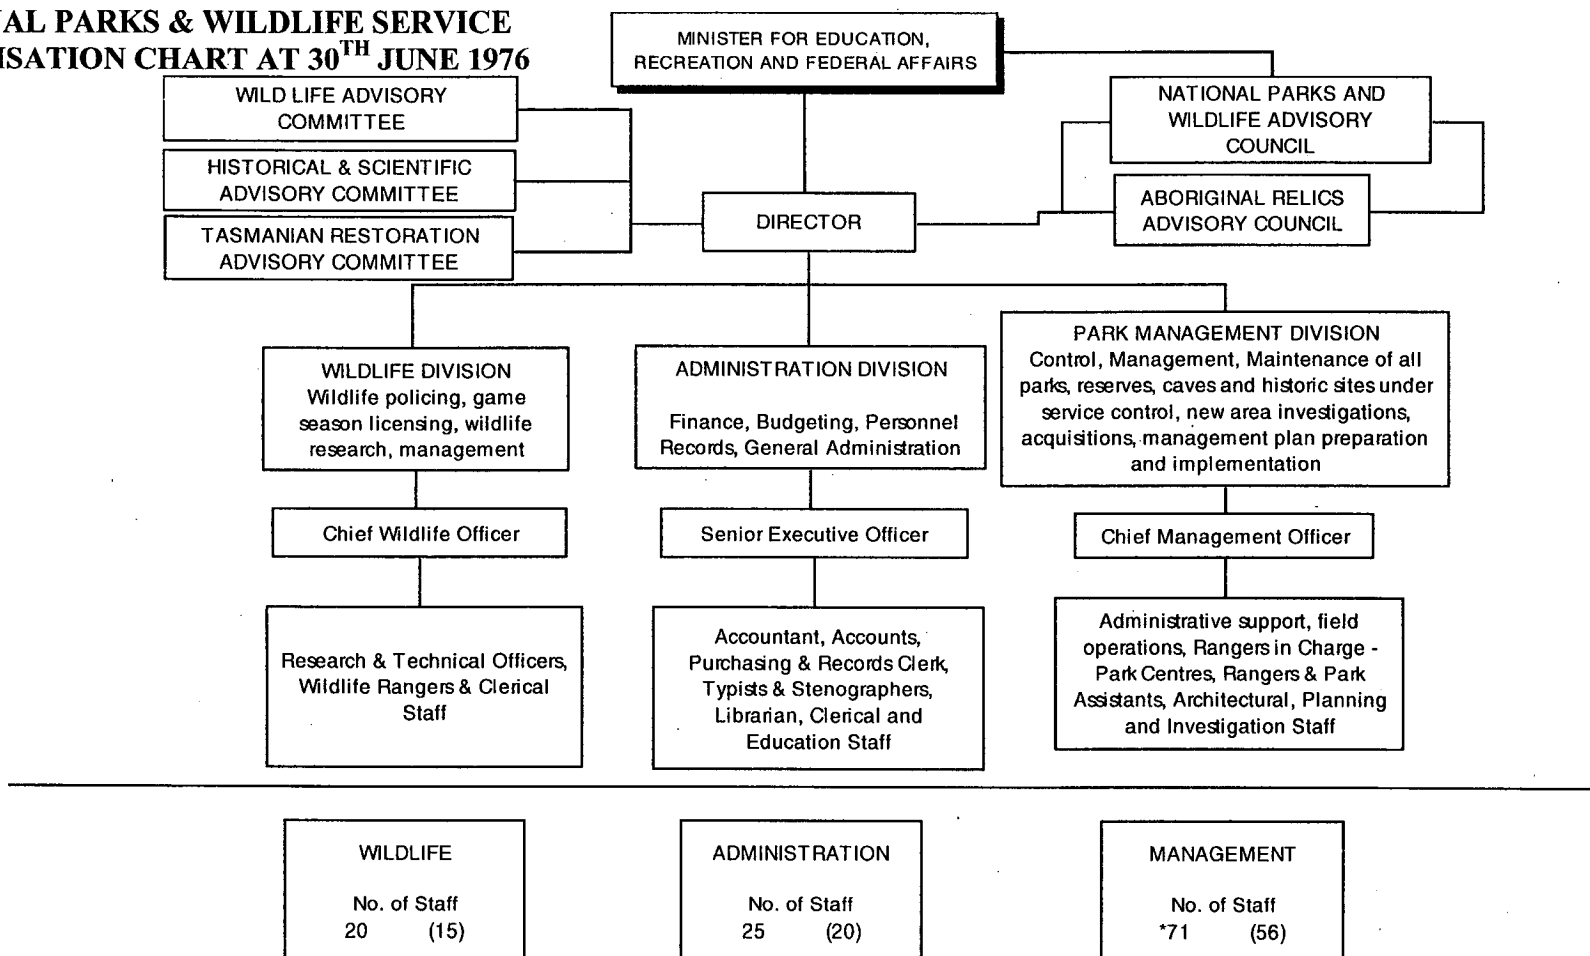 AL PARKS & WILDLIFE SERVICE
ISATION CHART AT 30TH JUNE 1976
MINISTER FOR EDUCATION,
RECREATION AND FEDERAL AFFAIRS
WILD LIFE ADVISORY
COMMITTEE
HISTORICAL & SCIENTIFIC
ADVISORY COMMITTEE
TASMANIAN RESTORATION
ADVISORY COMMITTEE
DIRECTOR
NATIONAL PARKS AND
WILDLIFE ADVISORY
COUNCIL
ABORIGINAL RELICS
ADVISORY COUNCIL
WILDLIFE DIVISION
Wildlife policing, game
season licensing, wildlife
research, management
ADMINISTRATION DIVISION
Finance, Budgeting, Personnel
Records, General Administration
PARK MANAGEMENT DIVISION
Control, Management, Maintenance of all
parks, reserves, caves and historic sites under
service control, new area investigations,
acquisitions, management plan preparation
and implementation
Chief Wildlife Officer
Senior Executive Officer
Chief Management Officer
Research & Technical Officers,
Wildlife Rangers & Clerical
Staff
Accountant, Accounts,
Purchasing & Records Clerk,
Typists & Stenographers,
Librarian, Clerical and
Education Staff
Administrative support, field
operations, Rangers in Charge -
Park Centres, Rangers & Park
Assistants, Architectural, Planning
and Investigation Staff
WILDLIFE
No. of Staff
20 (15)
ADMINISTRATION
No. of Staff
25 (20)
MANAGEMENT
No. of Staff
*71 (56)